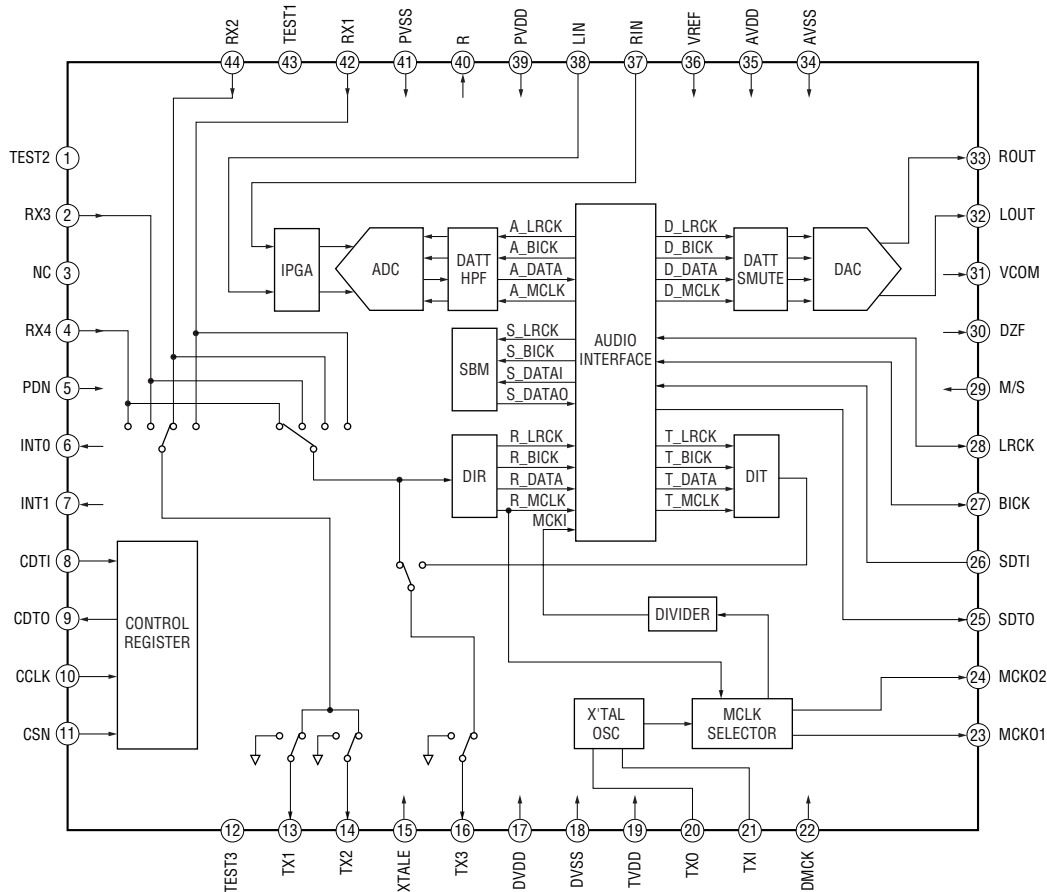 RX2
TEST1
RX1
PVSS
R
PVDD
LIN
RIN
VREF
AVDD
AVSS
44
43
42
41
40
39
38
37
36
35
34
TEST2 1
RX3 2
NC 3
RX4 4
PDN 5
INT0 6
INT1 7
CDTI 8
CDTO 9
CCLK 10
CSN 11
IPGA
ADC
DATT
HPF
A_LRCK
A_BICK
A_DATA
A_MCLK
SBM
S_LRCK
S_BICK
S_DATAI
S_DATAO
DIR
R_LRCK
R_BICK
R_DATA
R_MCLK
MCKI
AUDIO
INTERFACE
D_LRCK
D_BICK
D_DATA
D_MCLK
DATT
SMUTE
DAC
T_LRCK
T_BICK
T_DATA
T_MCLK
DIT
CONTROL
REGISTER
DIVIDER
X'TAL
OSC
MCLK
SELECTOR
33 ROUT
32 LOUT
31 VCOM
30 DZF
29 M/S
28 LRCK
27 BICK
26 SDTI
25 SDTO
24 MCKO2
23 MCKO1
12
13
14
15
16
17
18
19
20
21
22
TEST3
TX1
TX2
XTALE
TX3
DVDD
DVSS
TVDD
TXO
TXI
DMCK